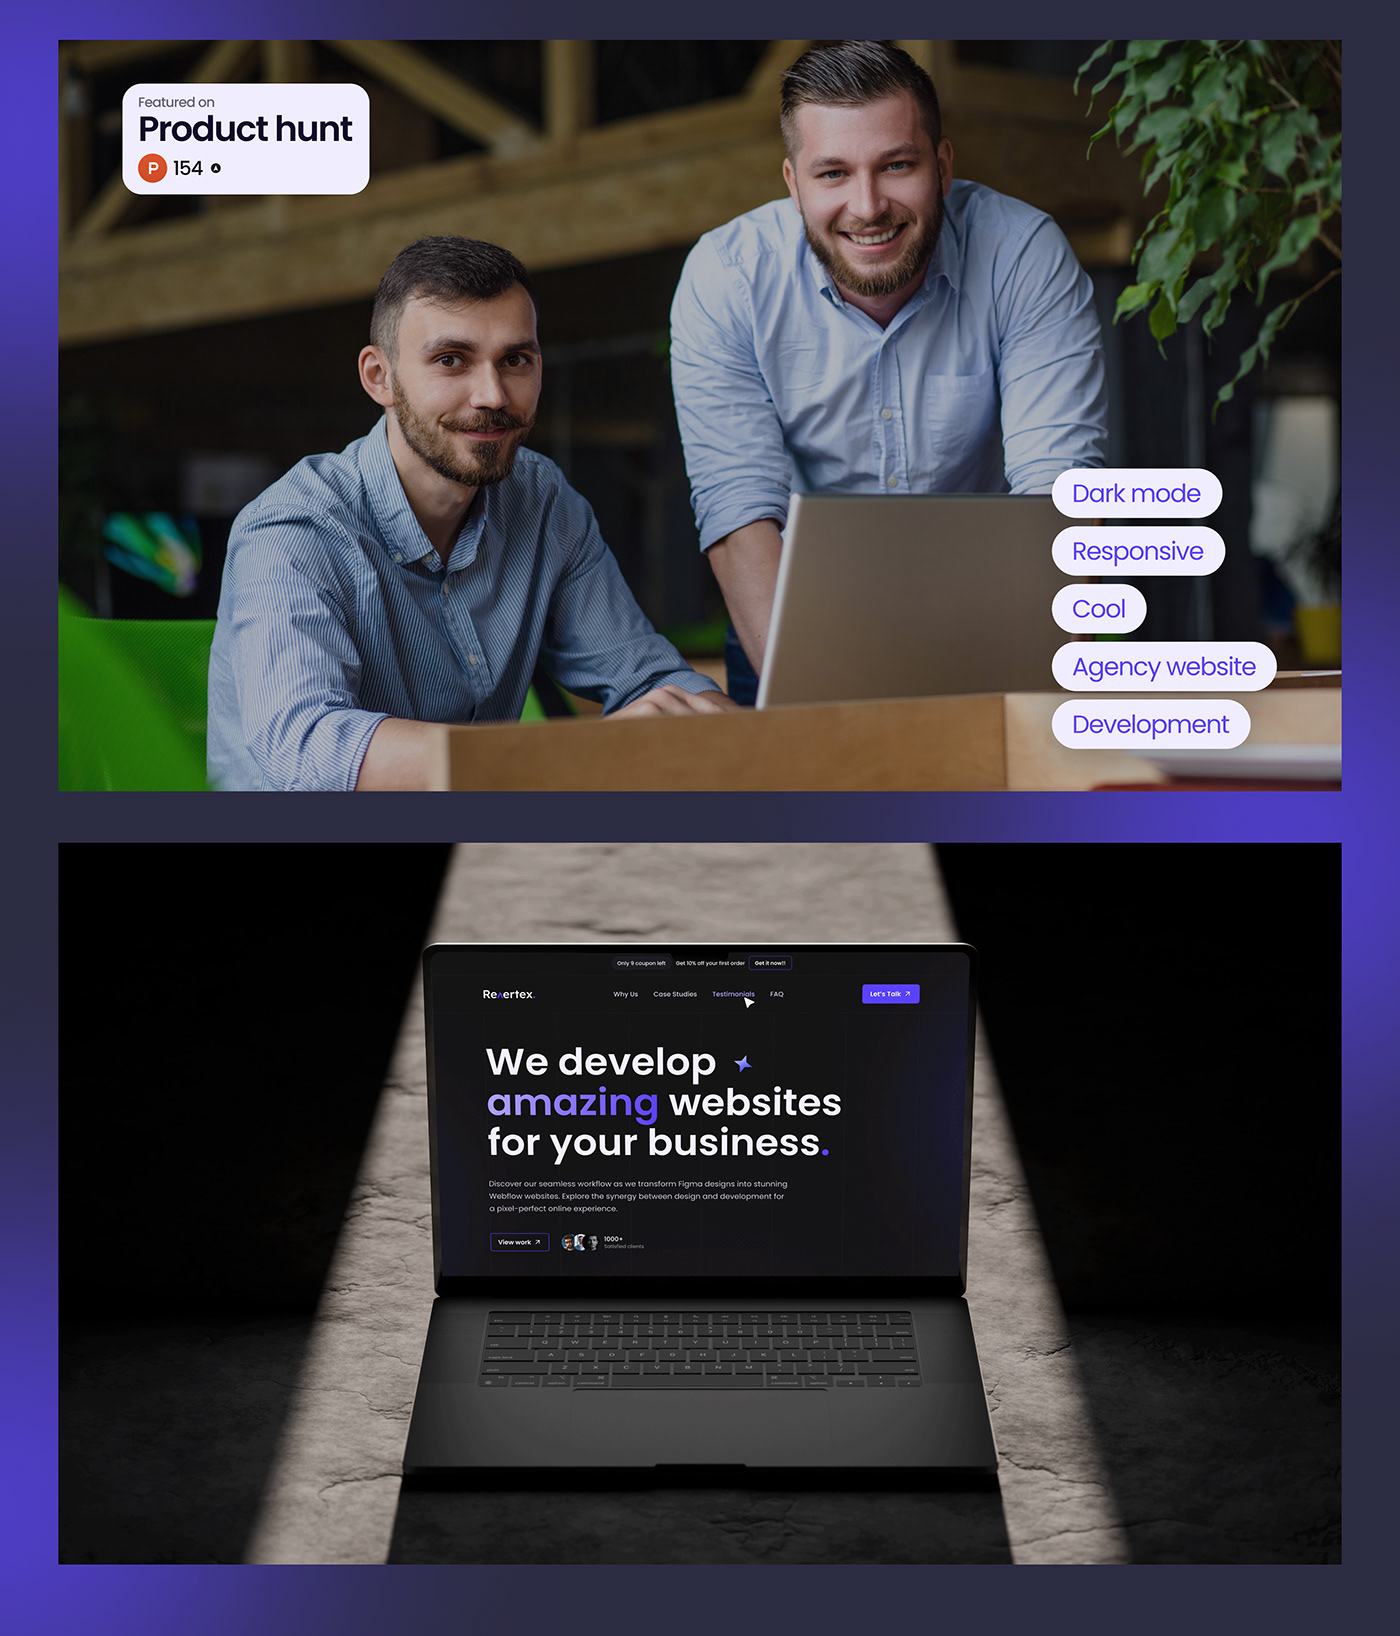 Featured on
Product hunt
P 154
Dark mode
Responsive
Cool
Agency website
Development
Only 9 coupon left Get 10% off your first order Get it now!!
Reʌertex. Why Us Case Studies Testimonials FAQ Let's Talk
We develop
amazing websites
for your business.
Discover our seamless workflow as we transform Figma designs into stunning
Webflow websites. Explore the synergy between design and development for
a pixel-perfect online experience.
View work 1000+
Satisfied clients
Q W E R T Y U I O P
A S D F G H J K L
Z X C V B N M